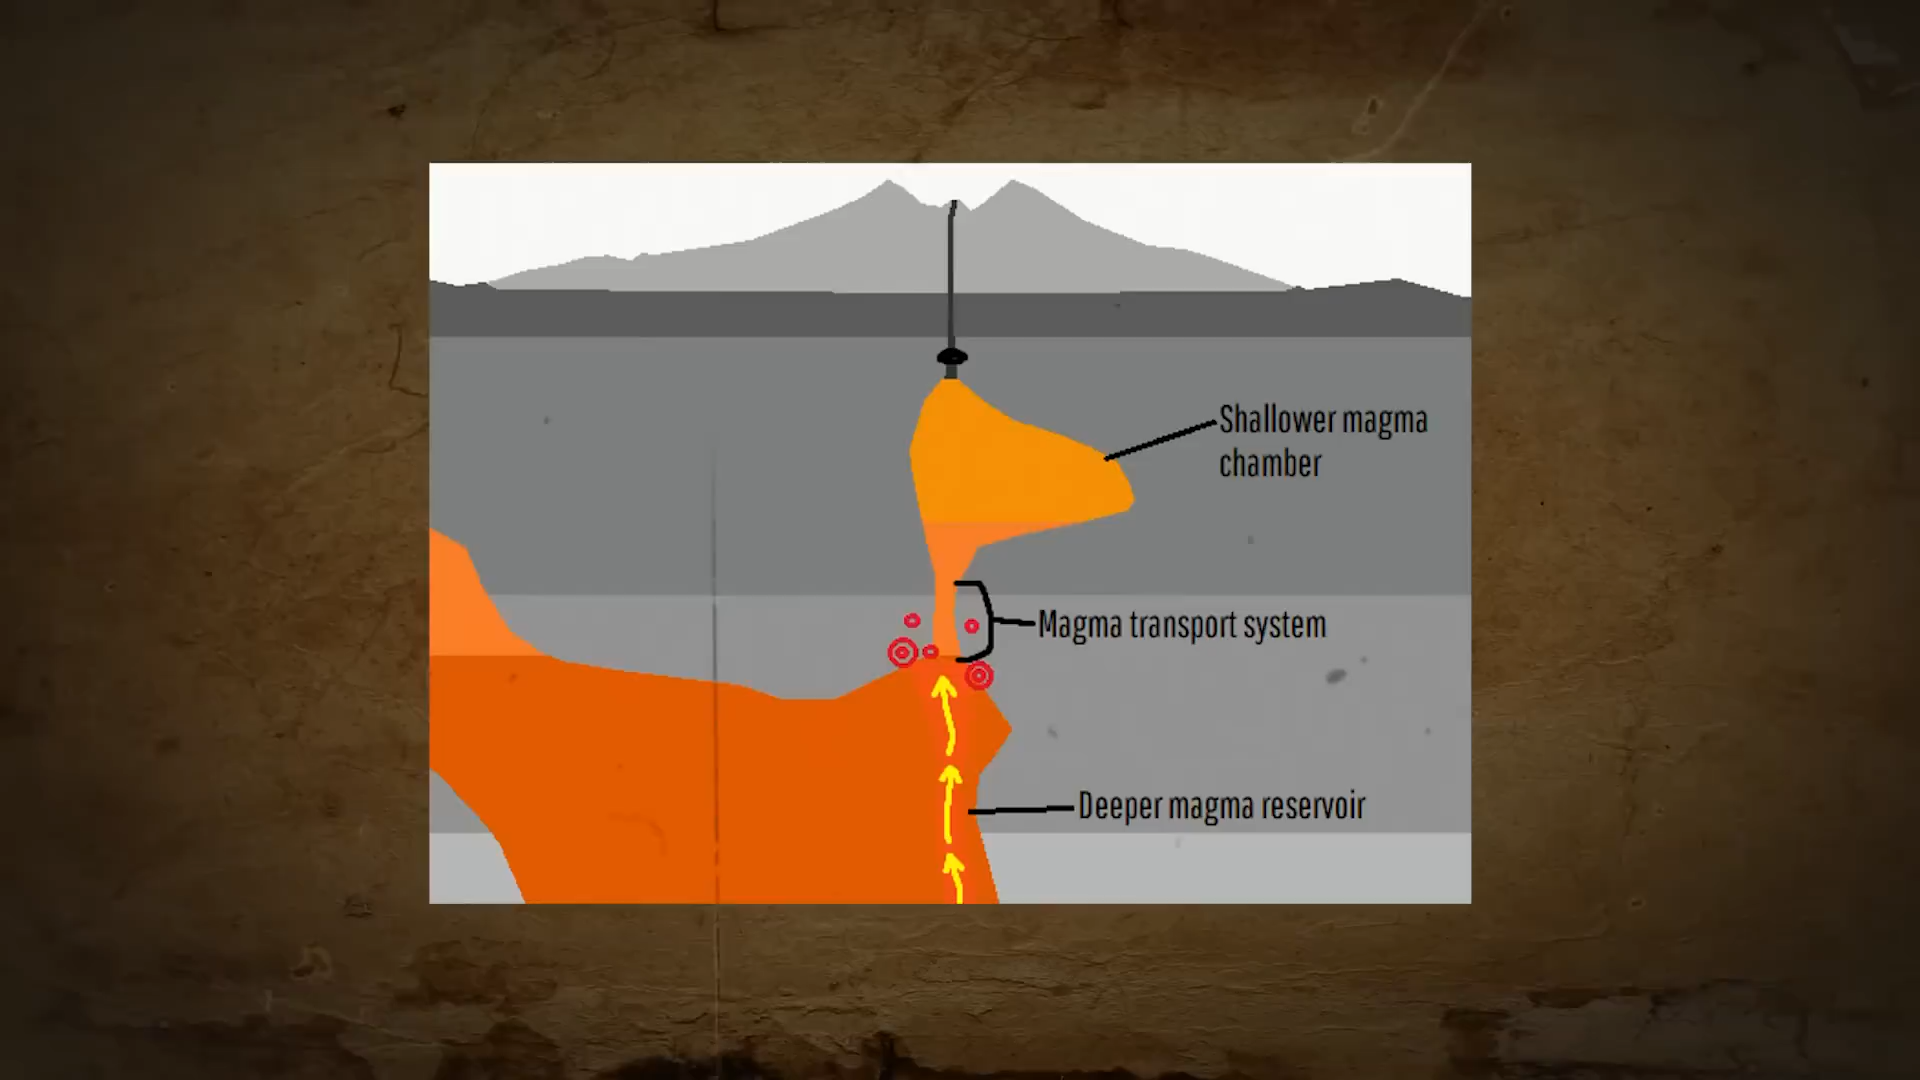 Shallower magma
chamber
Magma transport system
Deeper magma reservoir